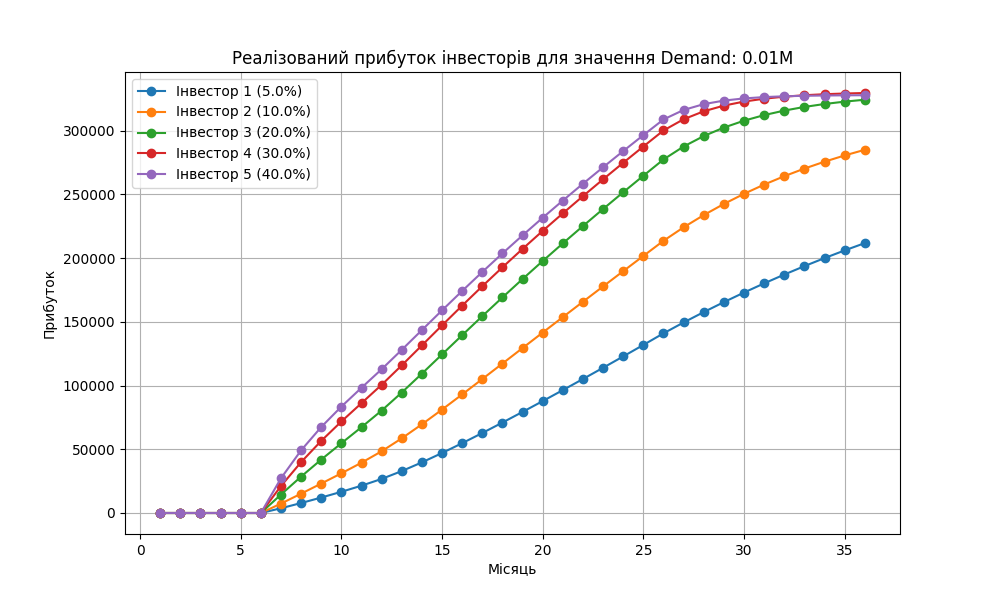 Реалізований прибуток інвесторів для значення Demand: 0.01M
Інвестор 1 (5.0%)
Інвестор 2 (10.0%)
Інвестор 3 (20.0%)
Інвестор 4 (30.0%)
Інвестор 5 (40.0%)
Прибуток
300000
250000
200000
150000
100000
50000
0
0 5 10 15 20 25 30 35
Місяць